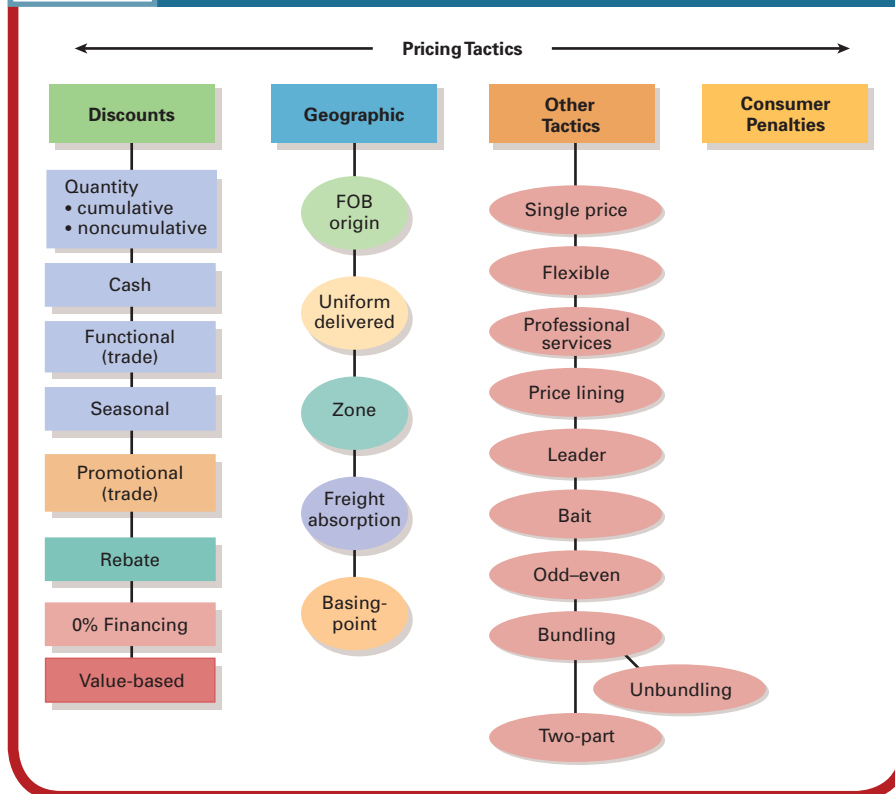 Pricing Tactics
Discounts
Quantity
• cumulative
• noncumulative
Cash
Functional
(trade)
Seasonal
Promotional
(trade)
Rebate
0% Financing
Value-based
Geographic
FOB
origin
Uniform
delivered
Zone
Freight
absorption
Basing-
point
Other
Tactics
Single price
Flexible
Professional
services
Price lining
Leader
Bait
Odd–even
Bundling
Unbundling
Two-part
Consumer
Penalties